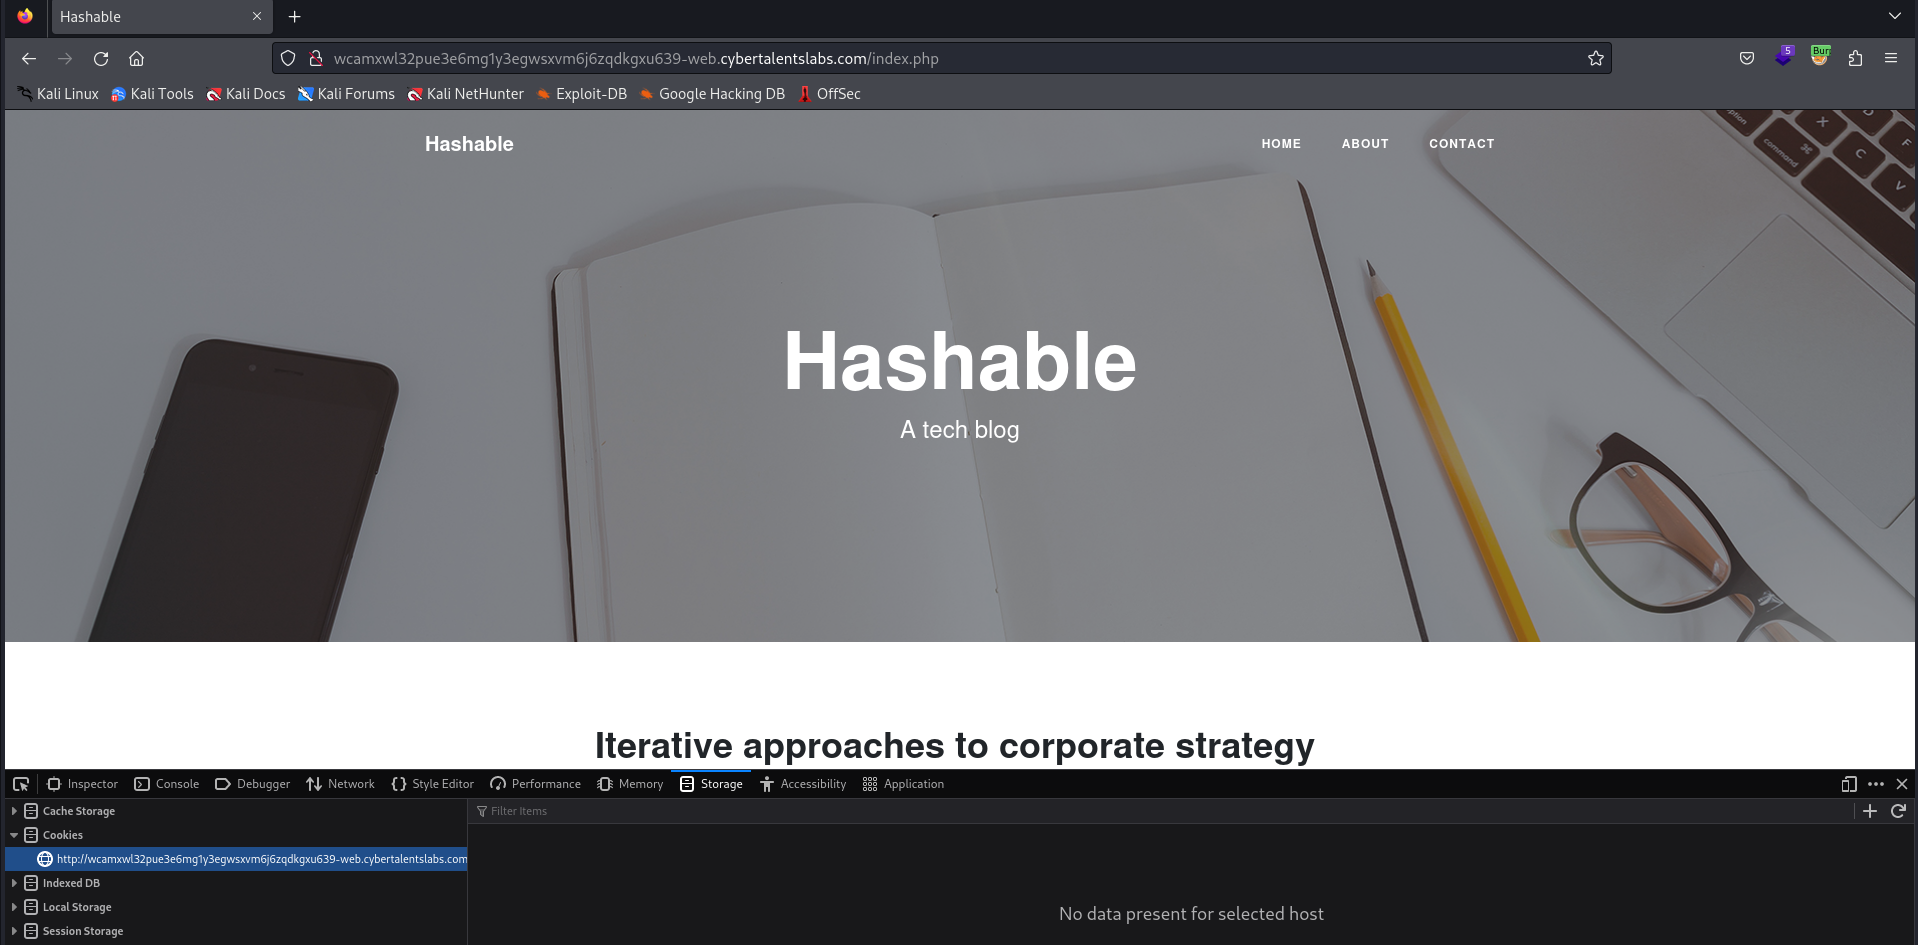 Hashable
wcamxwl32pue3e6mg1y3egwsxvm6j6zqdkgxu639-web.cybertalentslabs.com/index.php
5
Bur
Kali Linux Kali Tools Kali Docs Kali Forums Kali NetHunter Exploit-DB Google Hacking DB OffSec
Hashable HOME ABOUT CONTACT
option
command
X
C
F
V
D
Hashable
A tech blog
Iterative approaches to corporate strategy
Inspector Console Debugger Network Style Editor Performance Memory Storage Accessibility Application
Cache Storage
Filter Items
Cookies
http://wcamxwl32pue3e6mg1y3egwsxvm6j6zqdkgxu639-web.cybertalentslabs.com
Indexed DB
Local Storage
Session Storage
No data present for selected host